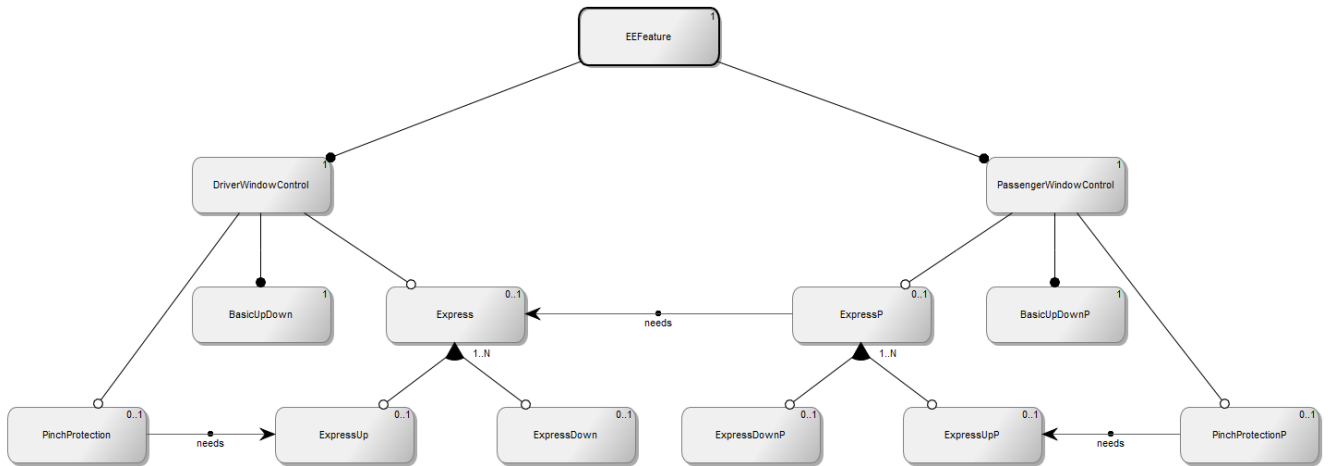 1
EEFeature
1
DriverWindowControl
1
PassengerWindowControl
1
BasicUpDown
0..1
Express
needs
0..1
ExpressP
1
BasicUpDownP
1..N
1..N
0..1
PinchProtection
needs
0..1
ExpressUp
0..1
ExpressDown
0..1
ExpressDownP
0..1
ExpressUpP
needs
0..1
PinchProtectionP